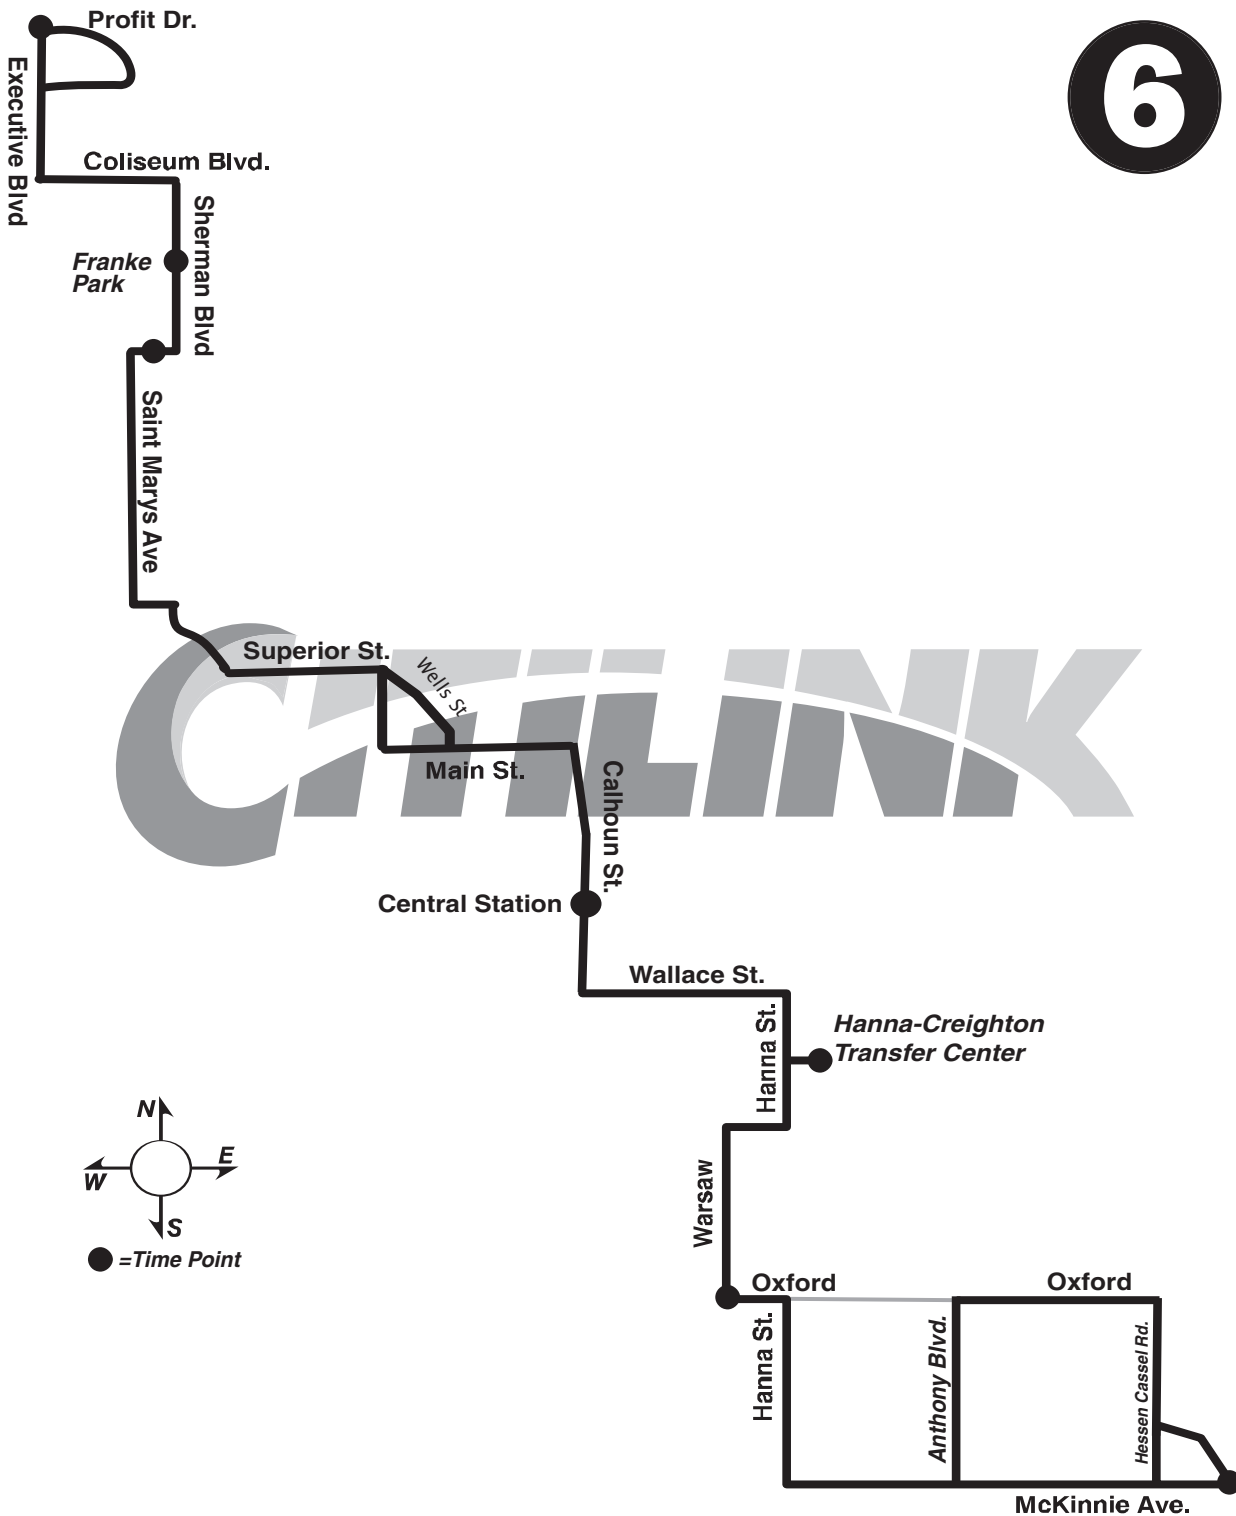 Profit Dr.
6
Executive Blvd
Coliseum Blvd.
Sherman Blvd
Franke
Park
Saint Marys Ave
Superior St.
Wells St
CITILINK
Main St.
Calhoun St.
Central Station
Wallace St.
Hanna St.
Hanna-Creighton
Transfer Center
N
E
W
S
=Time Point
Warsaw
Oxford
Oxford
Hanna St.
Anthony Blvd.
Hessen Cassel Rd.
McKinnie Ave.